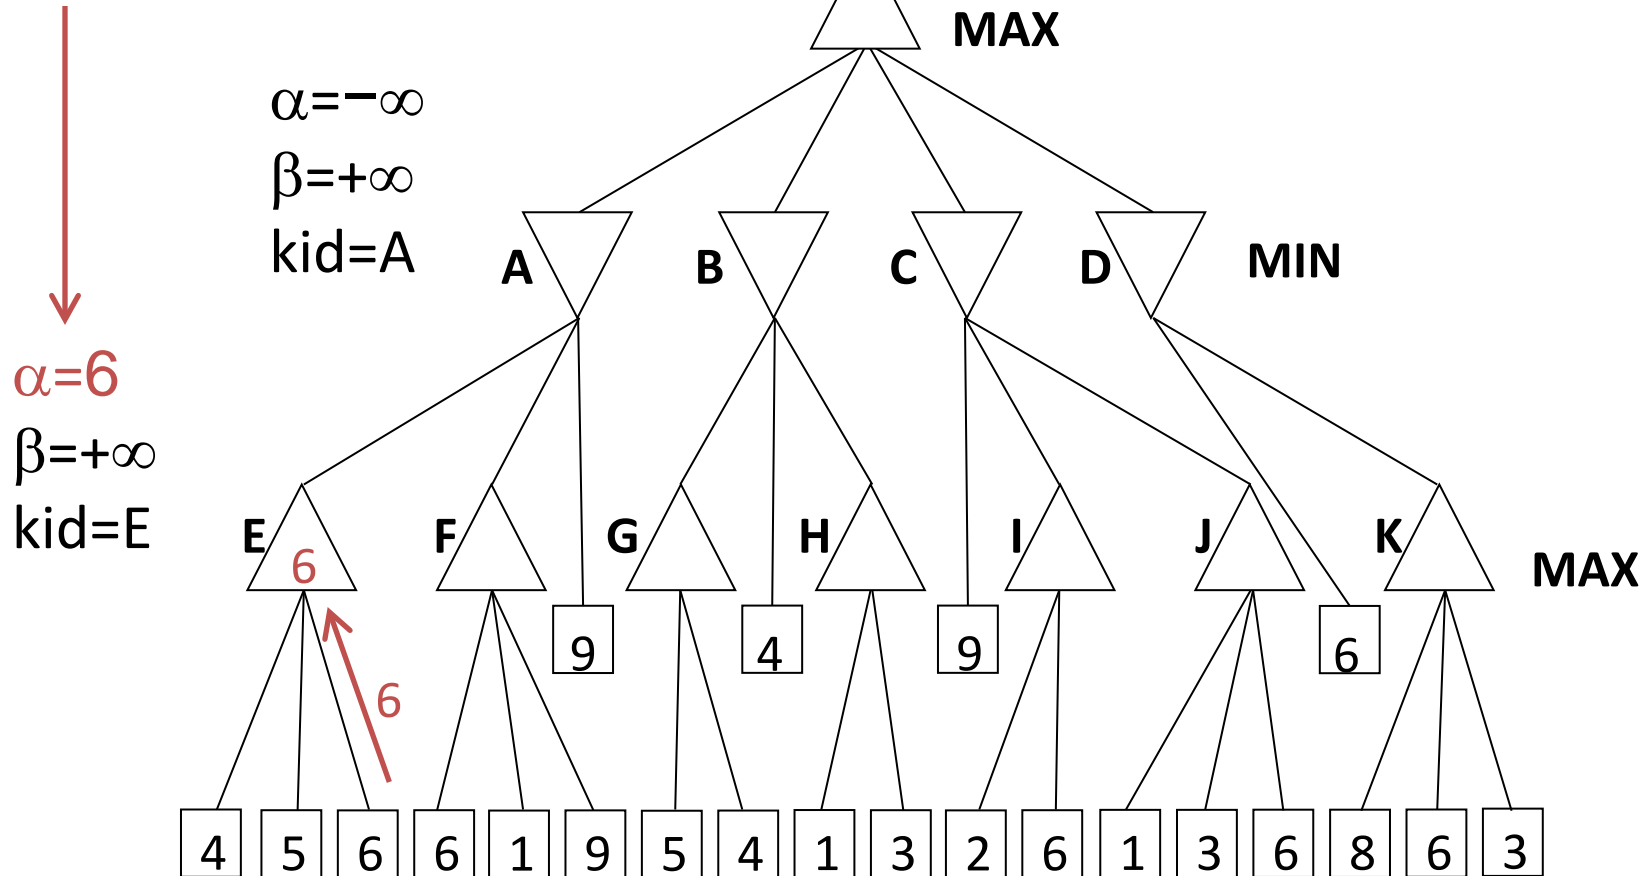 MAX
α=−∞
β=+∞
kid=A
A B C D MIN
α=6
β=+∞
kid=E
E 6 F G H I J K MAX
9 4 9 6
6
4 5 6 6 1 9 5 4 1 3 2 6 1 3 6 8 6 3